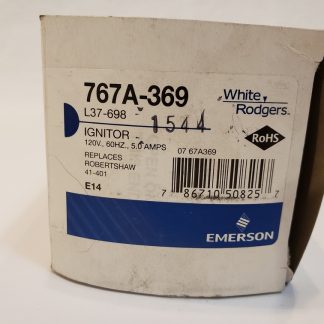 767A-369
White
Rodgers
L37-698
1544
IGNITOR
RoHS
120V, 60HZ., 5.0 AMPS
REPLACES
ROBERTSHAW
41-401
07 67A369
E14
7 86710 50825 7
EMERSON